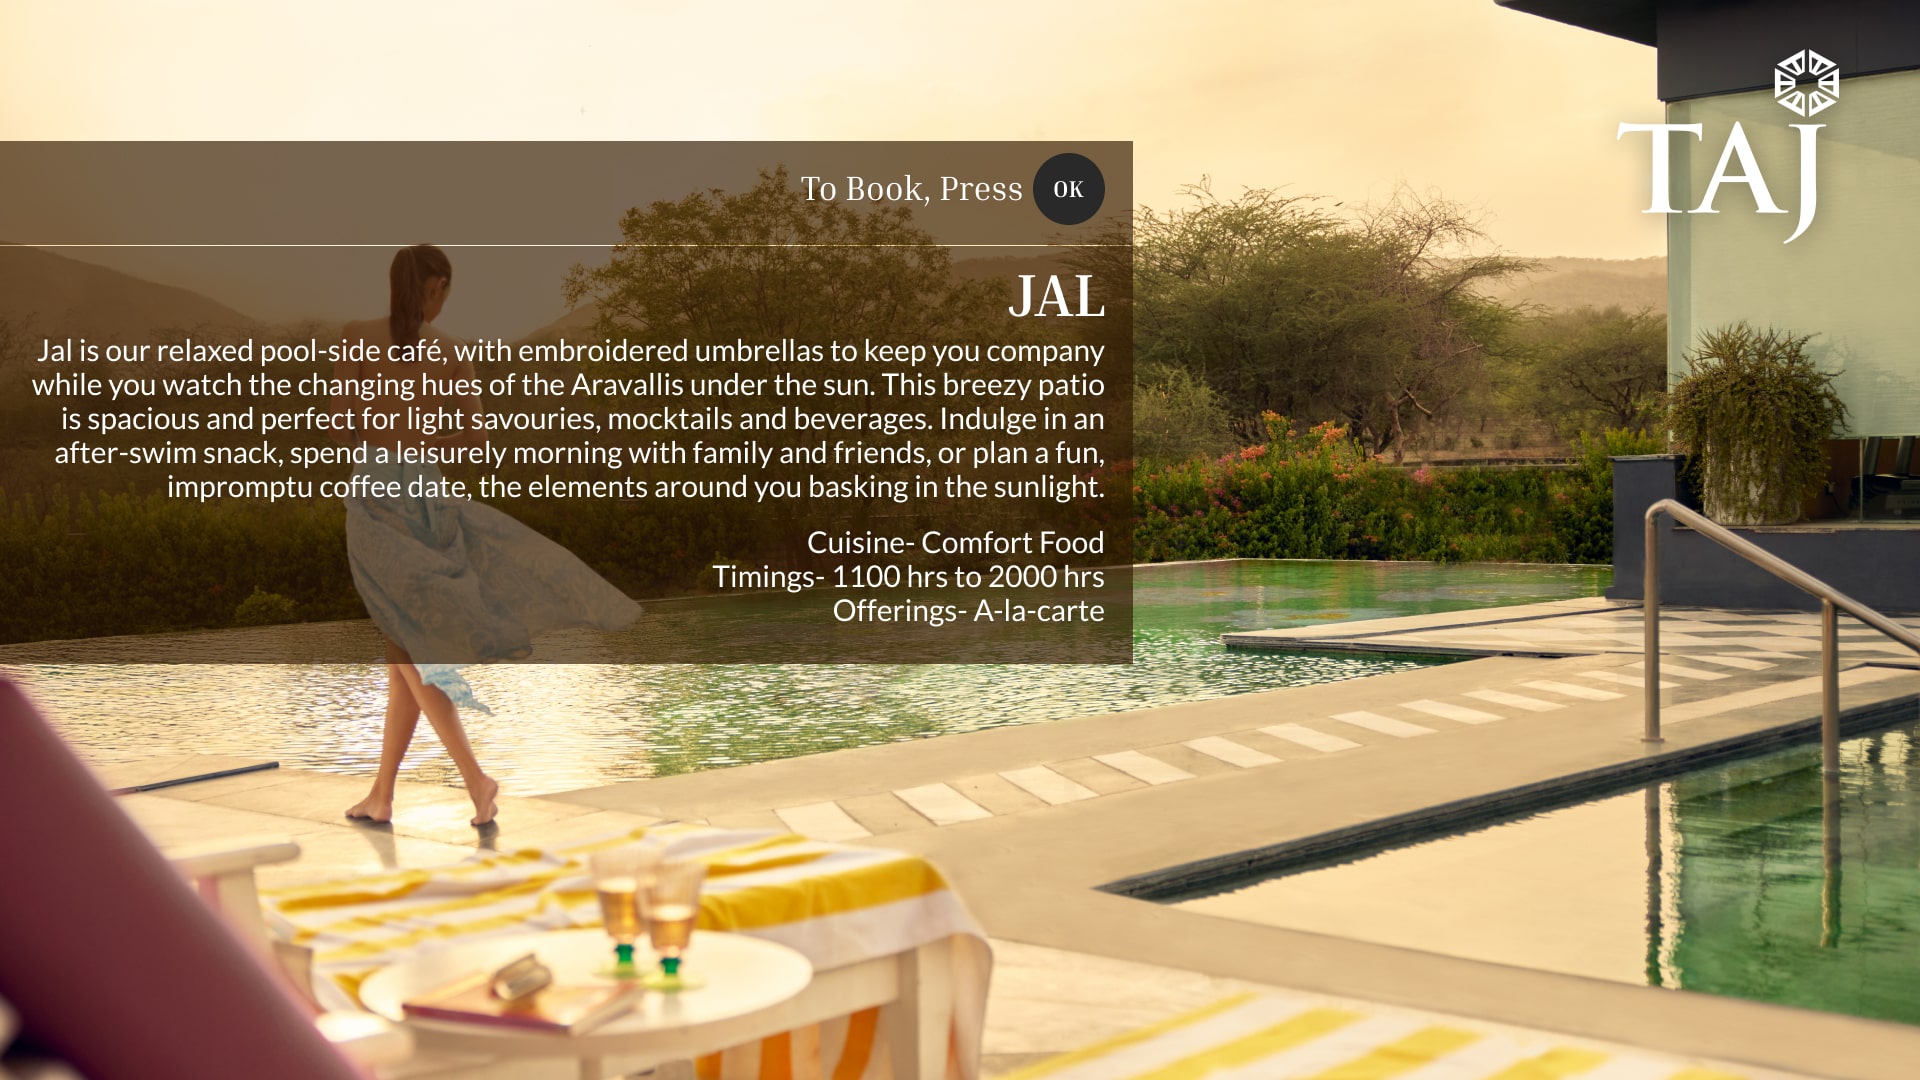 TAJ
To Book, Press OK
JAL
Jal is our relaxed pool-side café, with embroidered umbrellas to keep you company
while you watch the changing hues of the Aravallis under the sun. This breezy patio
is spacious and perfect for light savouries, mocktails and beverages. Indulge in an
after-swim snack, spend a leisurely morning with family and friends, or plan a fun,
impromptu coffee date, the elements around you basking in the sunlight.
Cuisine- Comfort Food
Timings- 1100 hrs to 2000 hrs
Offerings- A-la-carte